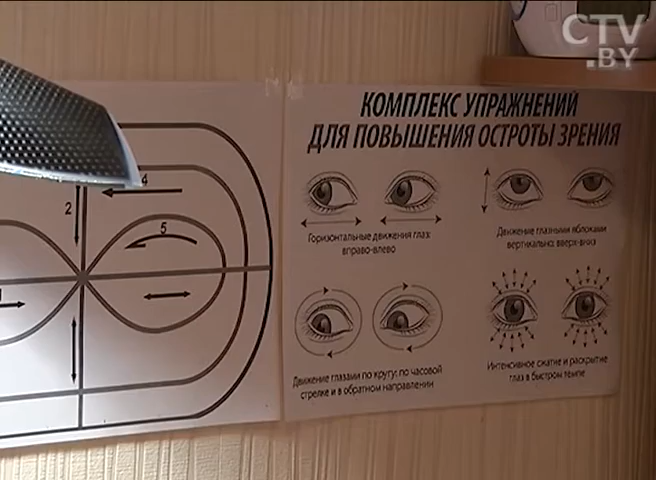 CTV
.BY
КОМПЛЕКС УПРАЖНЕНИЙ
ДЛЯ ПОВЫШЕНИЯ ОСТРОТЫ ЗРЕНИЯ
4
2
5
Горизонтальные движения глаз:
вправо-влево
Движение глазными яблоками
вертикально: вверх-вниз
Движение глазами по кругу: по часовой
стрелке и в обратном направлении
Интенсивное сжатие и раскрытие
глаз в быстром темпе